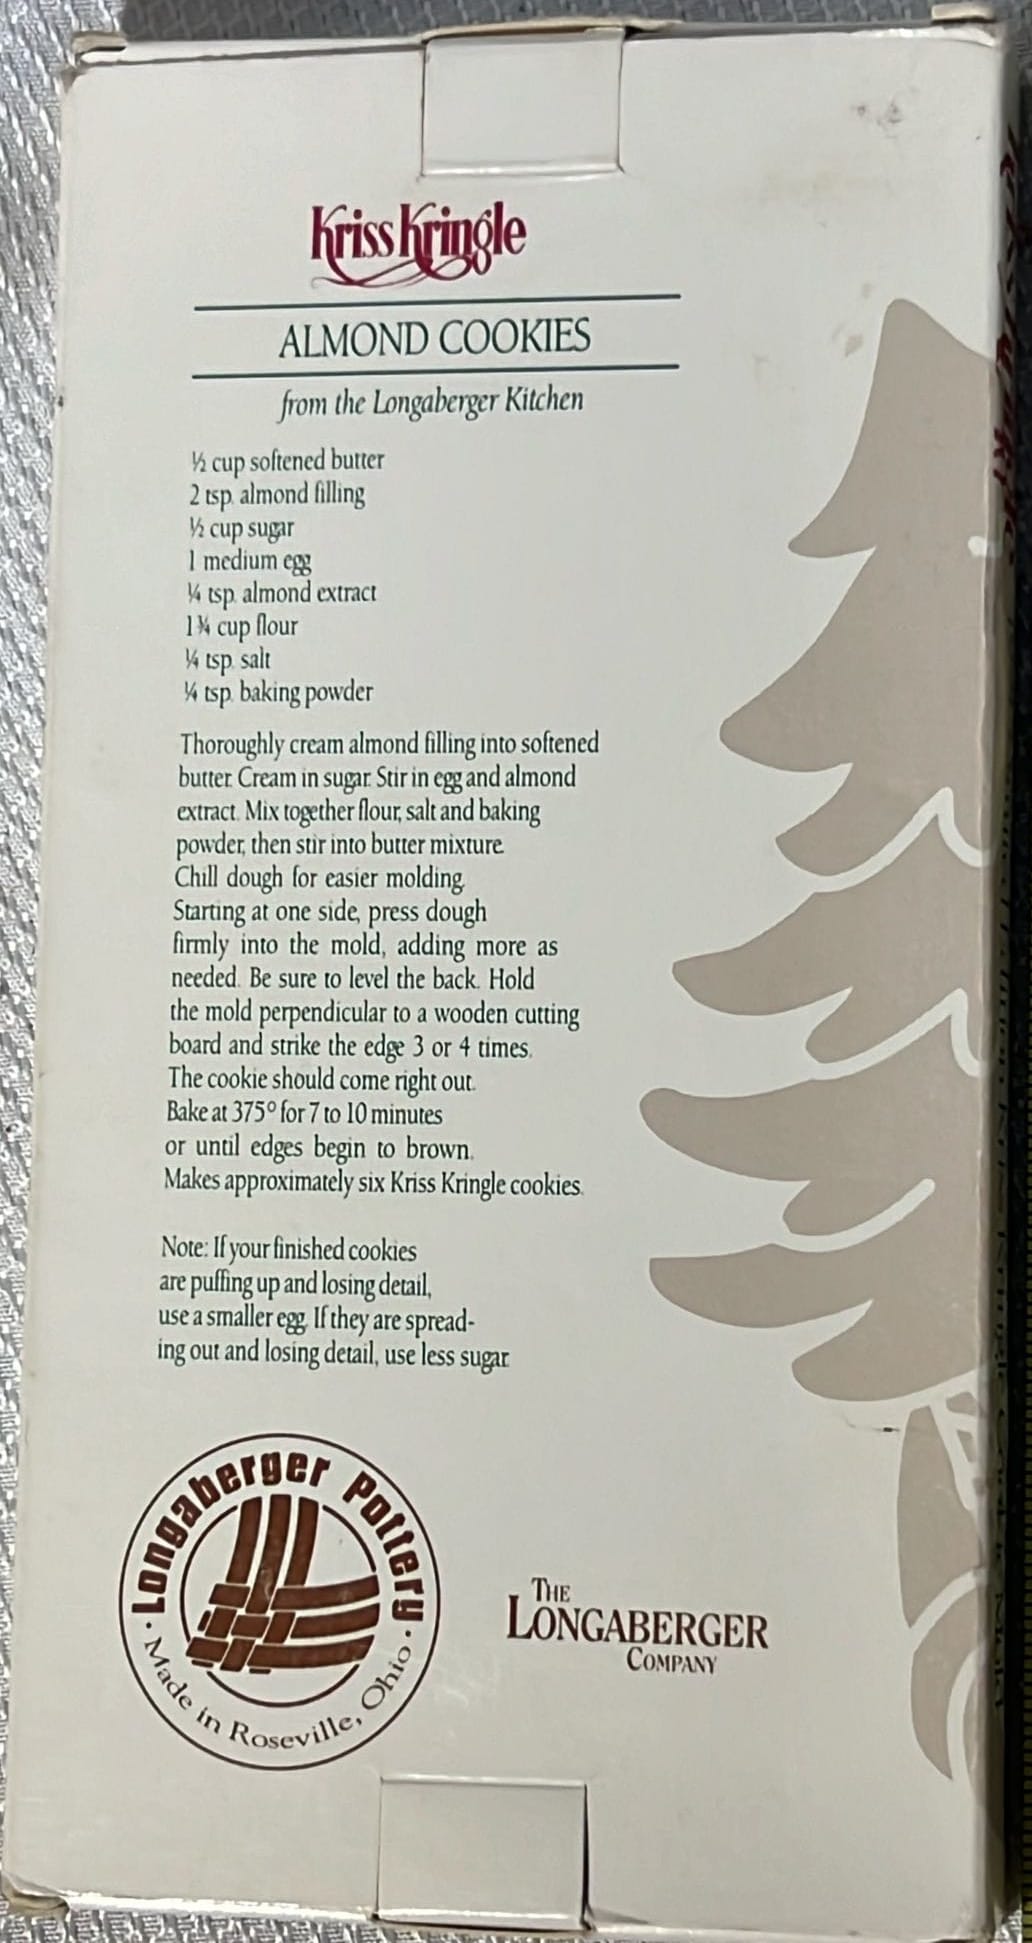 Kriss Kringle
ALMOND COOKIES
from the Longaberger Kitchen
½ cup softened butter
2 tsp. almond filling
½ cup sugar
1 medium egg
¼ tsp. almond extract
1¾ cup flour
¼ tsp. salt
¼ tsp. baking powder
Thoroughly cream almond filling into softened
butter. Cream in sugar. Stir in egg and almond
extract. Mix together flour, salt and baking
powder, then stir into butter mixture.
Chill dough for easier molding.
Starting at one side, press dough
firmly into the mold, adding more as
needed. Be sure to level the back. Hold
the mold perpendicular to a wooden cutting
board and strike the edge 3 or 4 times.
The cookie should come right out.
Bake at 375° for 7 to 10 minutes
or until edges begin to brown.
Makes approximately six Kriss Kringle cookies.
Note: If your finished cookies
are puffing up and losing detail,
use a smaller egg. If they are spread-
ing out and losing detail, use less sugar.
Longaberger Pottery
· Made in Roseville, Ohio ·
THE
LONGABERGER
COMPANY